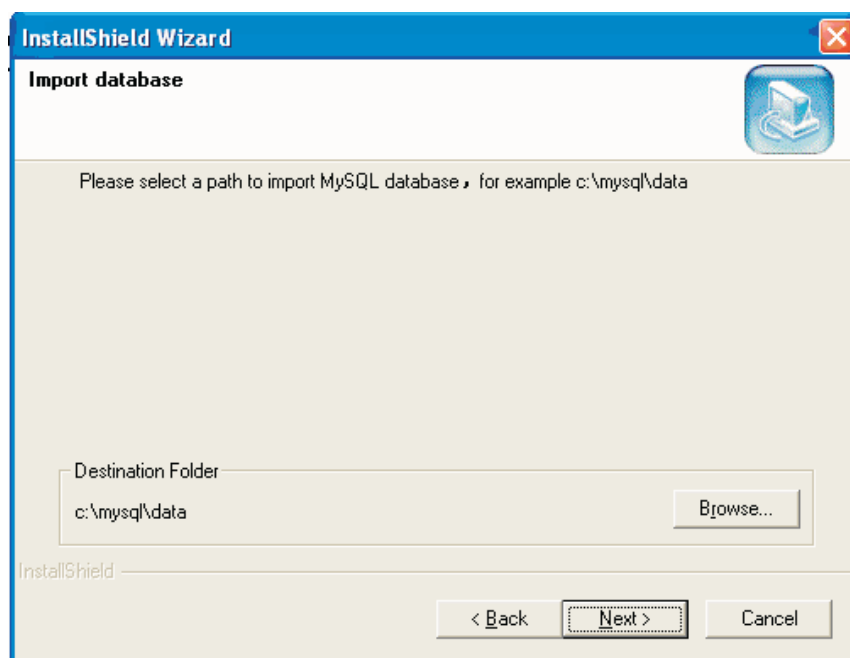 InstallShield Wizard
Import database
Please select a path to import MySQL database，for example c:\mysql\data
Destination Folder
c:\mysql\data
Browse...
InstallShield
< Back
Next >
Cancel